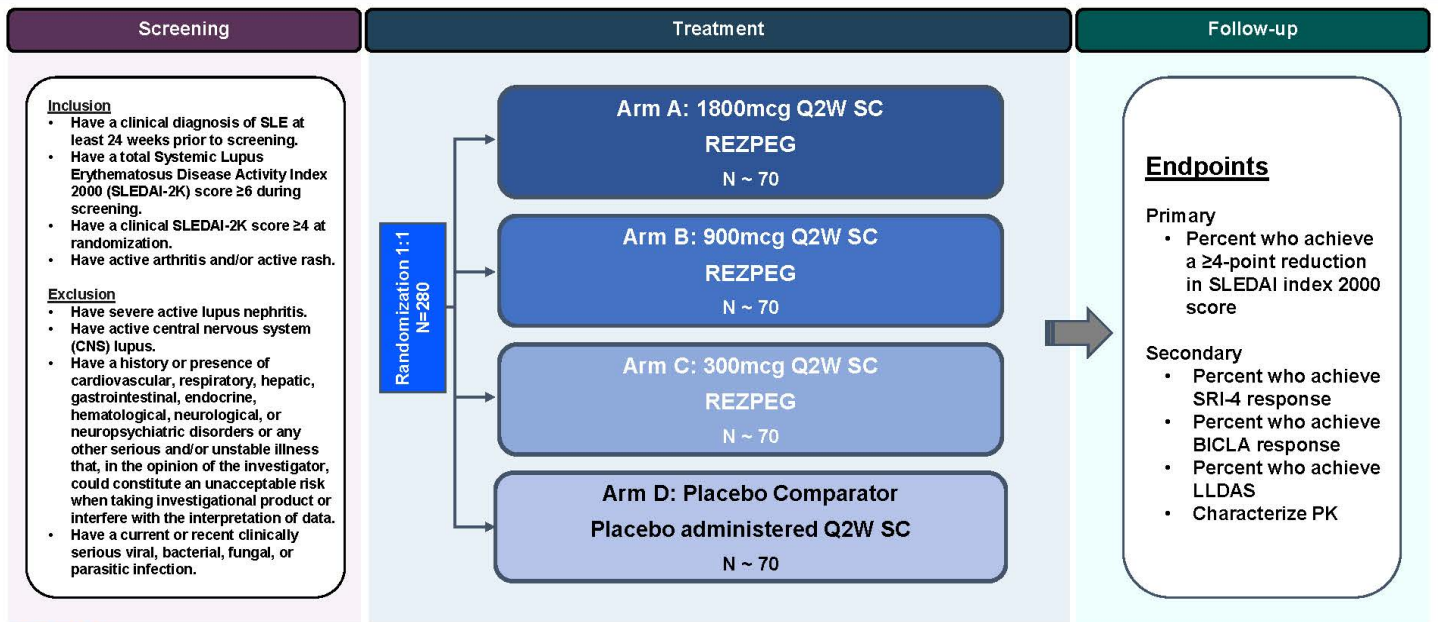 Screening
Treatment
Follow-up
Inclusion
• Have a clinical diagnosis of SLE at
least 24 weeks prior to screening.
• Have a total Systemic Lupus
Erythematosus Disease Activity Index
2000 (SLEDAI-2K) score ≥6 during
screening.
• Have a clinical SLEDAI-2K score ≥4 at
randomization.
• Have active arthritis and/or active rash.
Exclusion
• Have severe active lupus nephritis.
• Have active central nervous system
(CNS) lupus.
• Have a history or presence of
cardiovascular, respiratory, hepatic,
gastrointestinal, endocrine,
hematological, neurological, or
neuropsychiatric disorders or any
other serious and/or unstable illness
that, in the opinion of the investigator,
could constitute an unacceptable risk
when taking investigational product or
interfere with the interpretation of data.
• Have a current or recent clinically
serious viral, bacterial, fungal, or
parasitic infection.
Randomization 1:1
N=280
Arm A: 1800mcg Q2W SC
REZPEG
N ~ 70
Arm B: 900mcg Q2W SC
REZPEG
N ~ 70
Arm C: 300mcg Q2W SC
REZPEG
N ~ 70
Arm D: Placebo Comparator
Placebo administered Q2W SC
N ~ 70
Endpoints
Primary
• Percent who achieve
a ≥4-point reduction
in SLEDAI index 2000
score
Secondary
• Percent who achieve
SRI-4 response
• Percent who achieve
BICLA response
• Percent who achieve
LLDAS
• Characterize PK